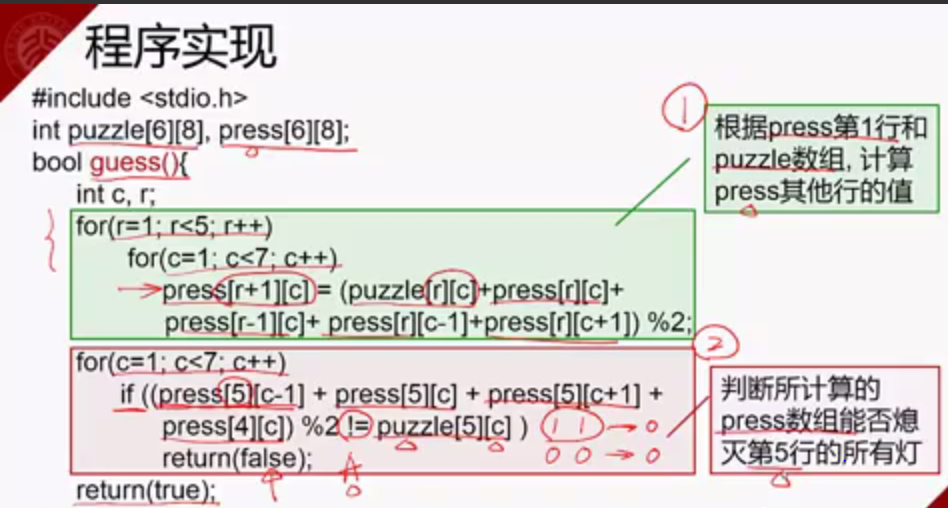 程序实现
#include <stdio.h>
int puzzle[6][8], press[6][8];
bool guess(){
int c, r;
for(r=1; r<5; r++)
for(c=1; c<7; c++)
press[r+1][c] = (puzzle[r][c]+press[r][c]+
press[r-1][c]+ press[r][c-1]+press[r][c+1]) %2;
for(c=1; c<7; c++)
if ((press[5][c-1] + press[5][c] + press[5][c+1] +
press[4][c]) %2 != puzzle[5][c] )
return(false);
return(true);
1
根据press第1行和
puzzle数组, 计算
press其他行的值
2
判断所计算的
press数组能否熄
灭第5行的所有灯
1 1 → 0
0 0 → 0